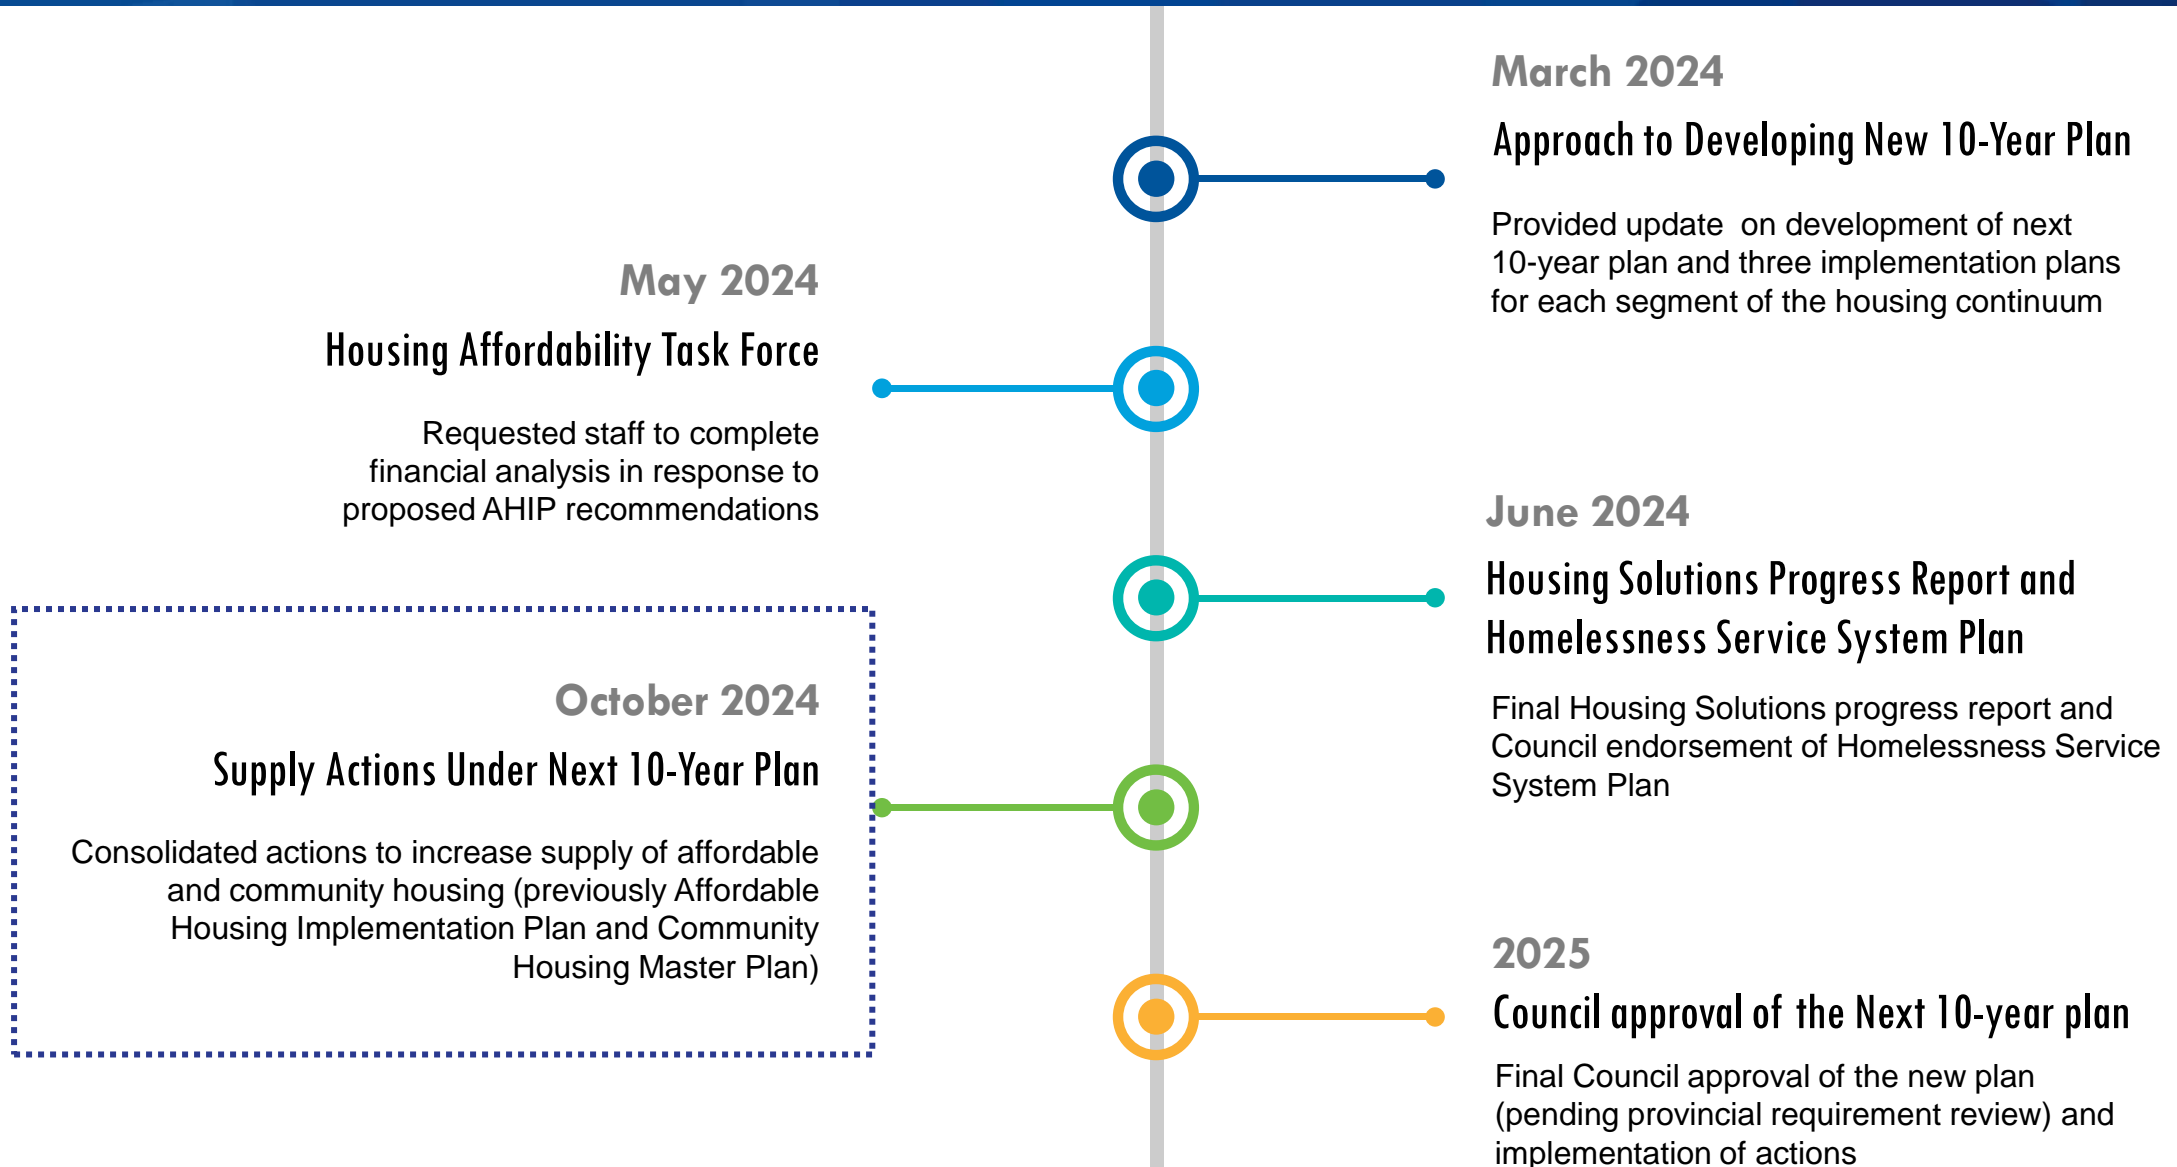 March 2024
Approach to Developing New 10-Year Plan
Provided update on development of next
10-year plan and three implementation plans
for each segment of the housing continuum
May 2024
Housing Affordability Task Force
Requested staff to complete
financial analysis in response to
proposed AHIP recommendations
June 2024
Housing Solutions Progress Report and
Homelessness Service System Plan
Final Housing Solutions progress report and
Council endorsement of Homelessness Service
System Plan
October 2024
Supply Actions Under Next 10-Year Plan
Consolidated actions to increase supply of affordable
and community housing (previously Affordable
Housing Implementation Plan and Community
Housing Master Plan)
2025
Council approval of the Next 10-year plan
Final Council approval of the new plan
(pending provincial requirement review) and
implementation of actions